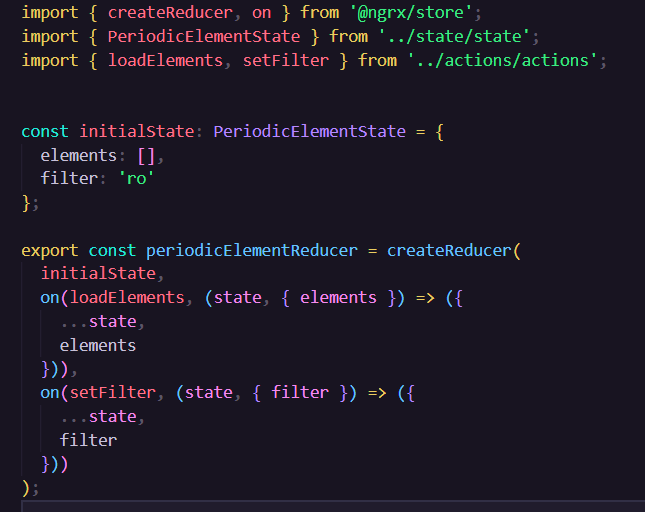 import { createReducer, on } from '@ngrx/store';
import { PeriodicElementState } from '../state/state';
import { loadElements, setFilter } from '../actions/actions';
const initialState: PeriodicElementState = {
elements: [],
filter: 'ro'
};
export const periodicElementReducer = createReducer(
initialState,
on(loadElements, (state, { elements }) => ({
...state,
elements
})),
on(setFilter, (state, { filter }) => ({
...state,
filter
}))
);